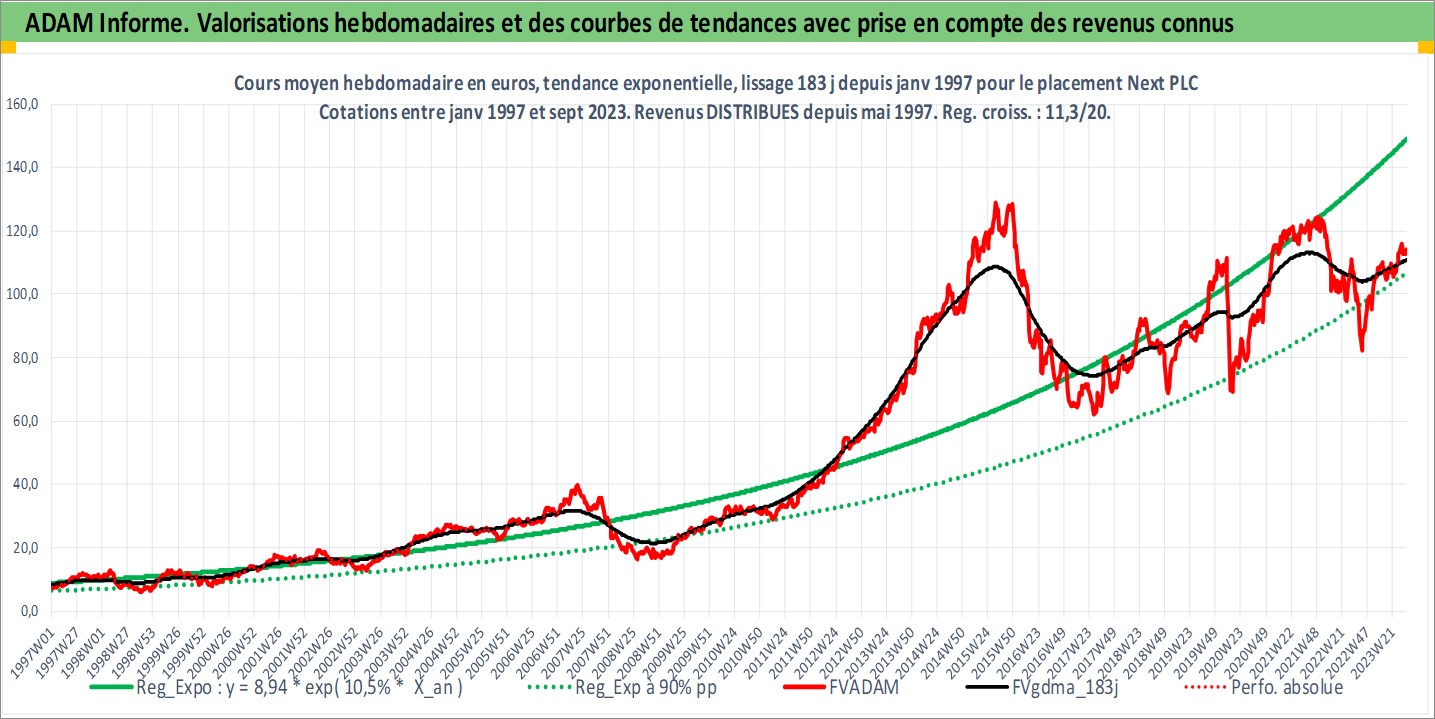 ADAM Informe. Valorisations hebdomadaires et des courbes de tendances avec prise en compte des revenus connus
Cours moyen hebdomadaire en euros, tendance exponentielle, lissage 183 j depuis janv 1997 pour le placement Next PLC
Cotations entre janv 1997 et sept 2023. Revenus DISTRIBUES depuis mai 1997. Reg. croiss. : 11,3/20.
160,0
140,0
120,0
100,0
80,0
60,0
40,0
20,0
0,0
1997W01 1997W27 1998W01 1998W27 1998W53 1999W26 1999W52 2000W26 2000W52 2001W26 2001W52 2002W26 2002W52 2003W26 2003W52 2004W26 2004W52 2005W25 2005W51 2006W25 2006W51 2007W25 2007W51 2008W25 2008W51 2009W25 2009W51 2010W24 2010W50 2011W24 2011W50 2012W24 2012W50 2013W24 2013W50 2014W24 2014W50 2015W24 2015W50 2016W23 2016W49 2017W23 2017W49 2018W23 2018W49 2019W23 2019W49 2020W23 2020W49 2021W22 2021W48 2022W21 2022W47 2023W21
Reg_Expo : y = 8,94 * exp( 10,5% * X_an ) Reg_Exp à 90% pp FVADAM FVgdma_183j Perfo. absolue